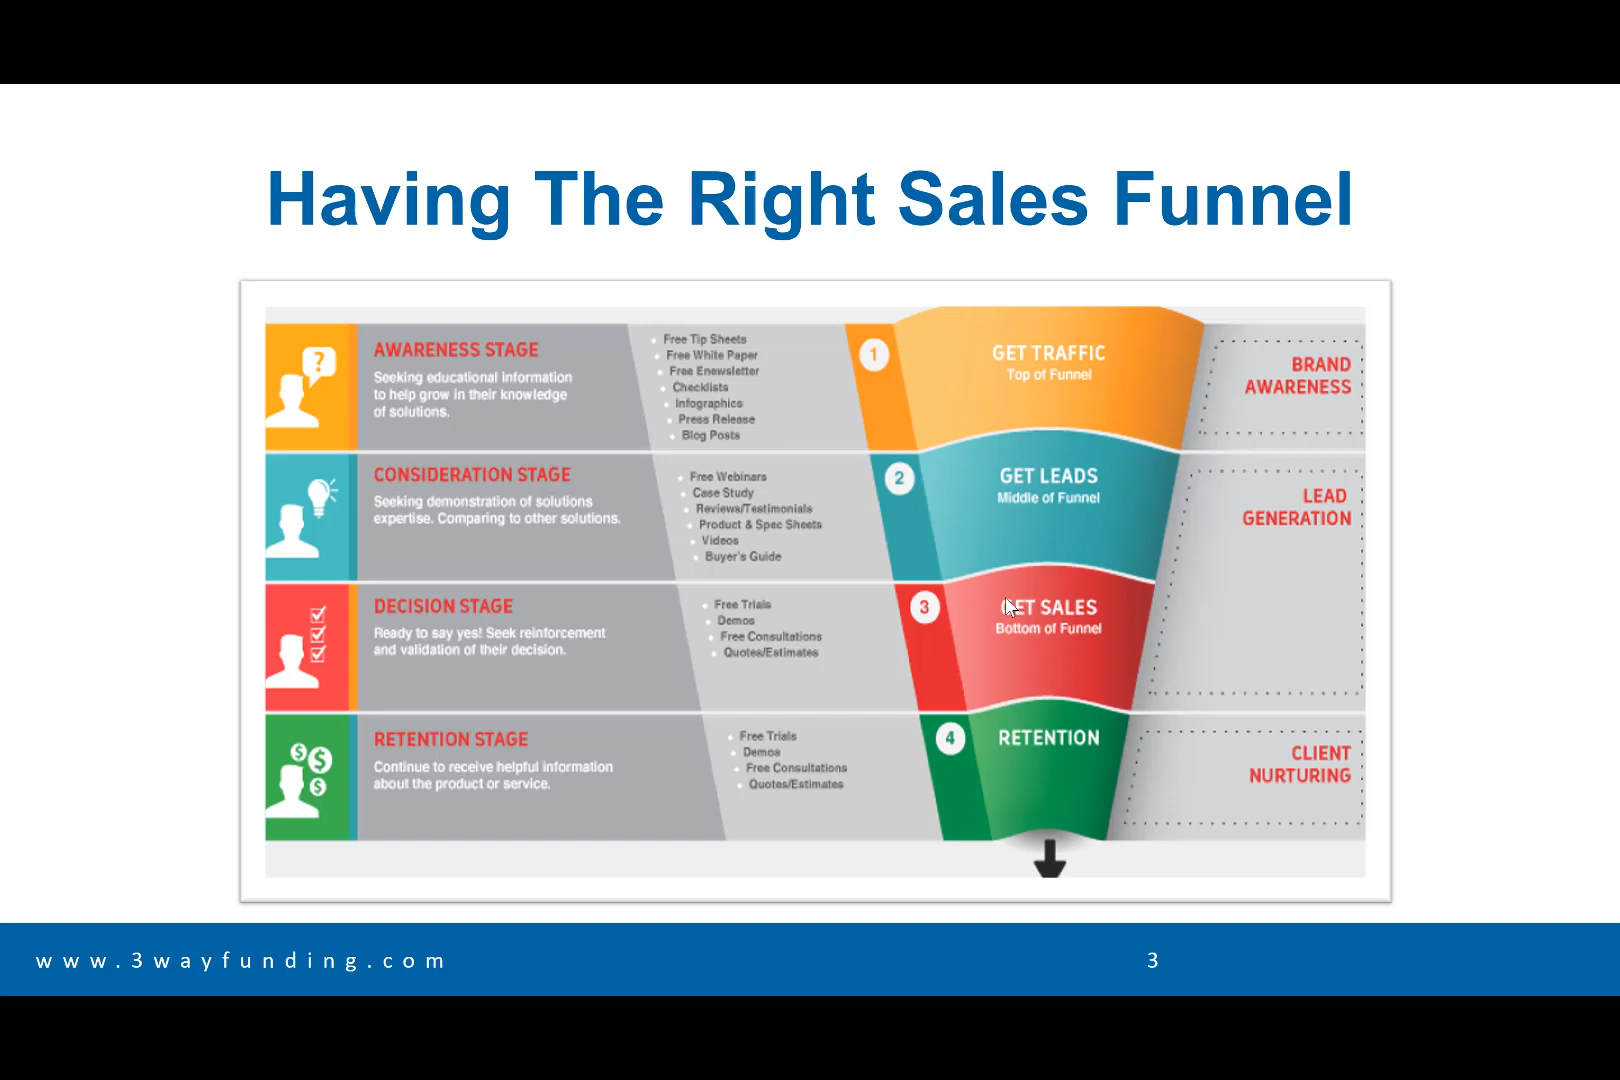 Having The Right Sales Funnel
AWARENESS STAGE
Seeking educational information
to help grow in their knowledge
of solutions.
Free Tip Sheets
Free White Paper
Free Enewsletter
Checklists
Infographics
Press Release
Blog Posts
1
GET TRAFFIC
Top of Funnel
BRAND
AWARENESS
CONSIDERATION STAGE
Seeking demonstration of solutions
expertise. Comparing to other solutions.
Free Webinars
Case Study
Reviews/Testimonials
Product & Spec Sheets
Videos
Buyer's Guide
2
GET LEADS
Middle of Funnel
LEAD
GENERATION
DECISION STAGE
Ready to say yes! Seek reinforcement
and validation of their decision.
Free Trials
Demos
Free Consultations
Quotes/Estimates
3
GET SALES
Bottom of Funnel
RETENTION STAGE
Continue to receive helpful information
about the product or service.
Free Trials
Demos
Free Consultations
Quotes/Estimates
4
RETENTION
CLIENT
NURTURING
www.3wayfunding.com
3